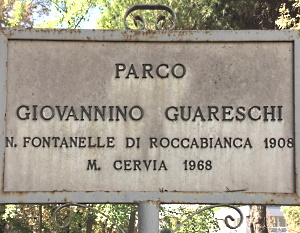 PARCO
GIOVANNINO GUARESCHI
N. FONTANELLE DI ROCCABIANCA 1908
M. CERVIA 1968